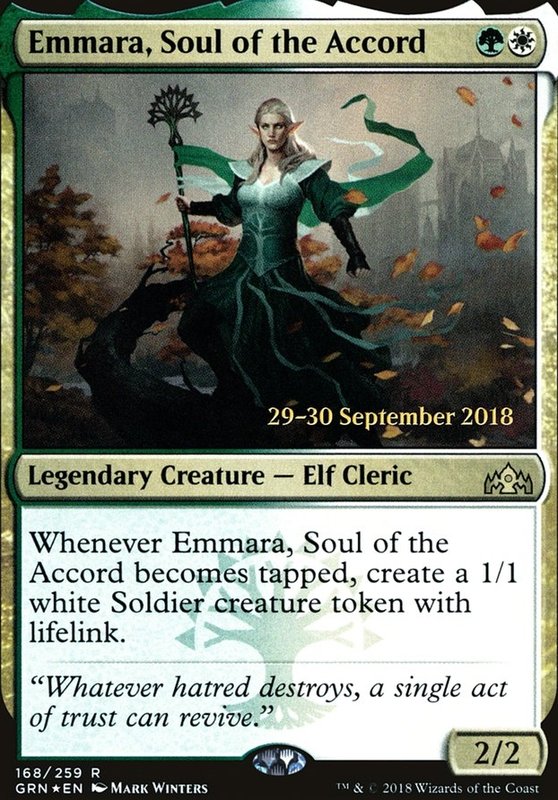 Emmara, Soul of the Accord
29–30 September 2018
Legendary Creature — Elf Cleric
Whenever Emmara, Soul of the
Accord becomes tapped, create a 1/1
white Soldier creature token with
lifelink.
“Whatever hatred destroys, a single act
of trust can revive.”
2/2
168/259 R
GRN★EN Mark Winters
™ & © 2018 Wizards of the Coast